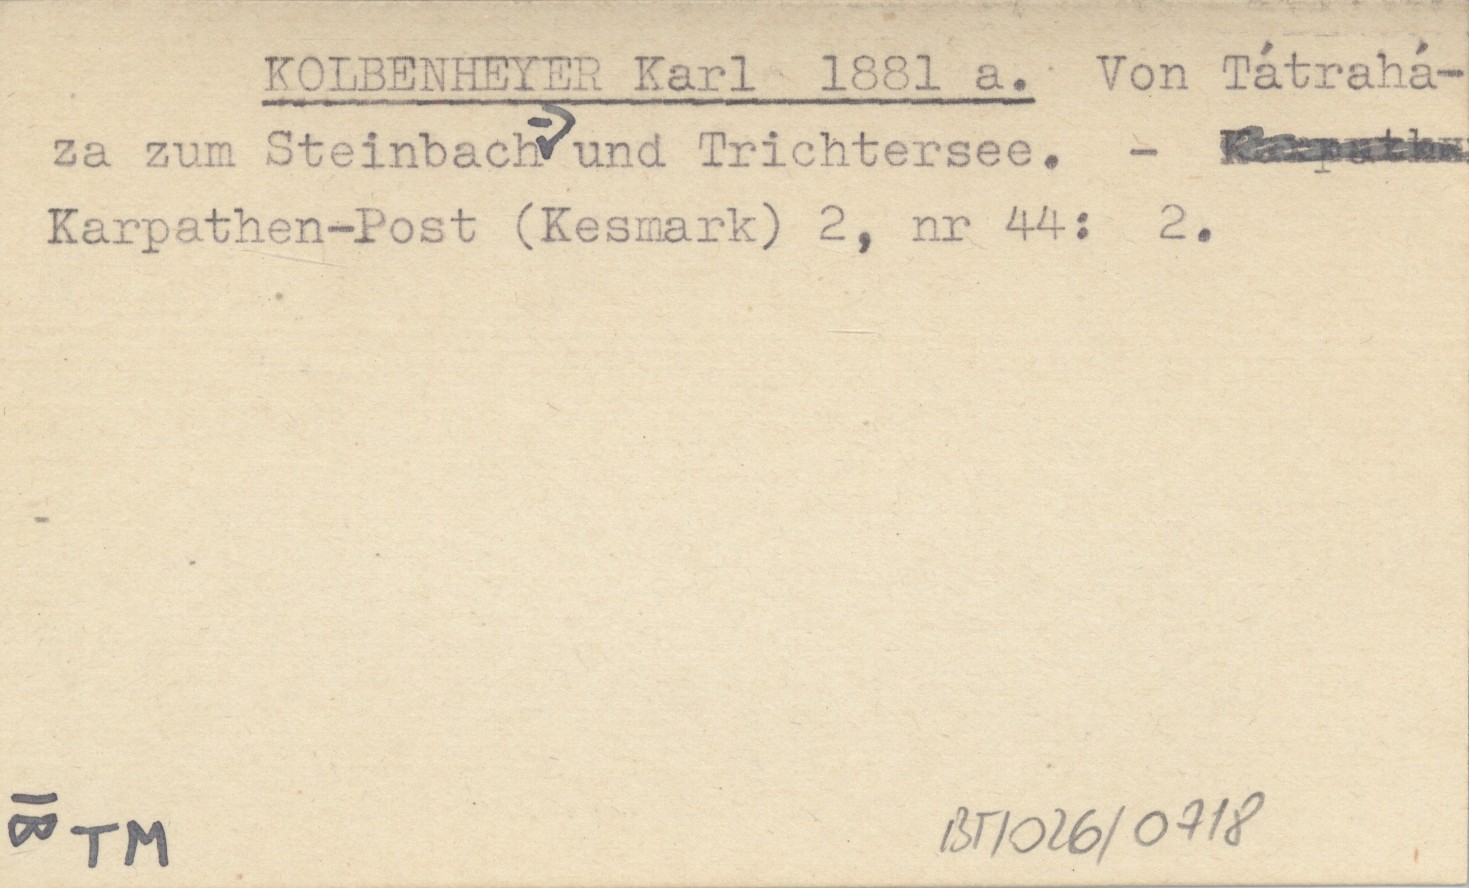 KOLBENHEYER Karl 1881 a. Von Tátrahá-
za zum Steinbach- und Trichtersee. -
Karpathen-Post (Kesmark) 2, nr 44: 2.
TM
BT/026/0718